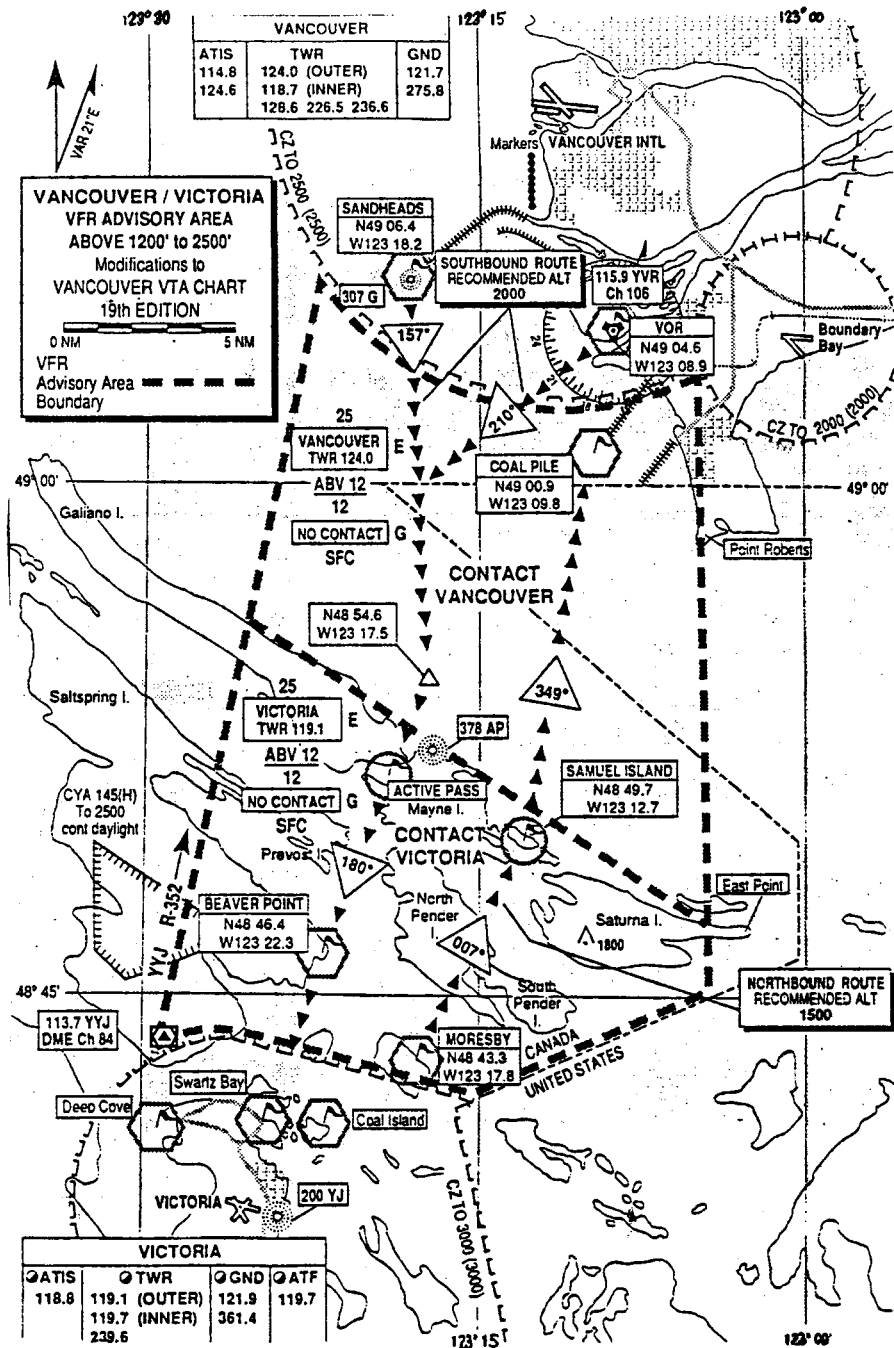 123° 30
123° 15'
123° 00
VANCOUVER
ATIS TWR GND
114.8 124.0 (OUTER) 121.7
124.6 118.7 (INNER) 275.8
126.6 226.5 236.6
VAR 21°E
CZ TO 2500 (2500)
Markers
VANCOUVER INTL
VANCOUVER / VICTORIA
VFR ADVISORY AREA
ABOVE 1200' to 2500'
Modifications to
VANCOUVER VTA CHART
19th EDITION
0 NM 5 NM
VFR
Advisory Area
Boundary
SANDHEADS
N49 06.4
W123 18.2
307 G
SOUTHBOUND ROUTE
RECOMMENDED ALT
2000
115.9 YVR
Ch 106
VOR
N49 04.6
W123 08.9
Boundary
Bay
157°
24
21
210°
CZ TO 2000 (2000)
25
VANCOUVER
TWR 124.0
E
ABV 12
12
NO CONTACT
G
SFC
COAL PILE
N49 00.9
W123 09.8
49° 00'
49° 00'
Galiano I.
Point Roberts
CONTACT
VANCOUVER
N48 54.6
W123 17.5
349°
Saltspring I.
25
VICTORIA
TWR 119.1
E
ABV 12
12
NO CONTACT
G
SFC
378 AP
ACTIVE PASS
Mayne I.
SAMUEL ISLAND
N48 49.7
W123 12.7
CYA 145(H)
To 2500
cont daylight
Prevost I.
CONTACT
VICTORIA
180°
YYJ R-352
BEAVER POINT
N48 46.4
W123 22.3
North
Pender
I.
007°
East Point
Saturna I.
1800
48° 45'
South
Pender
I.
NORTHBOUND ROUTE
RECOMMENDED ALT
1500
113.7 YYJ
DME Ch 84
MORESBY
N48 43.3
W123 17.8
CANADA
UNITED STATES
Swartz Bay
Deep Cove
Coal Island
VICTORIA
200 YJ
CZ TO 3000 (3000)
VICTORIA
ATIS TWR GND ATF
118.8 119.1 (OUTER) 121.9 119.7
119.7 (INNER) 361.4
239.6
123° 15'
123° 00'